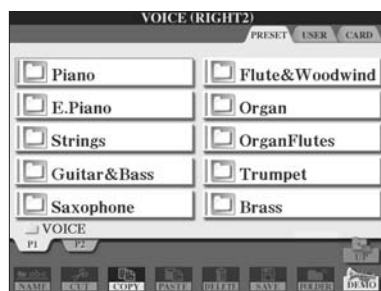 VOICE (RIGHT2)
PRESET USER CARD
Piano
Flute&Woodwind
E.Piano
Organ
Strings
OrganFlutes
Guitar&Bass
Trumpet
Saxophone
Brass
VOICE
P1 P2
UP
NAME CUT COPY PASTE DELETE SAVE FOLDER DEMO